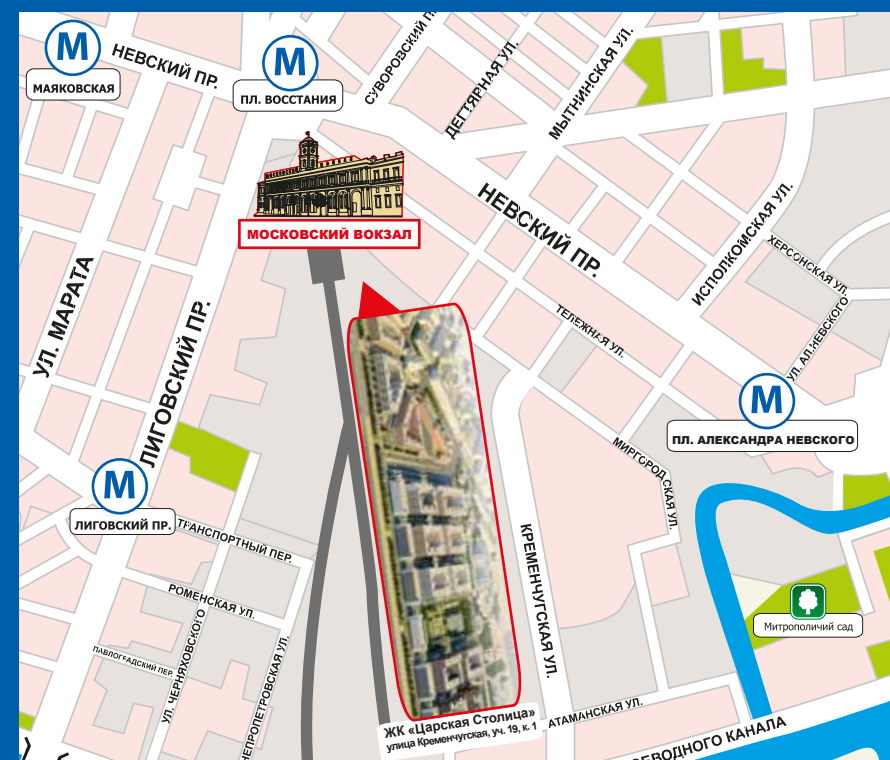 М
МАЯКОВСКАЯ
НЕВСКИЙ ПР.
М
ПЛ. ВОССТАНИЯ
СУВОРОВСКИЙ
ДЕГТЯРНАЯ УЛ.
МЫТНИНСКАЯ УЛ.
МОСКОВСКИЙ ВОКЗАЛ
НЕВСКИЙ ПР.
ИСПОЛКОМСКАЯ УЛ.
ХЕРСОНСКАЯ УЛ.
УЛ. АЛ.НЕВСКОГО
УЛ. МАРАТА
ЛИГОВСКИЙ ПР.
ТЕЛЕЖНАЯ УЛ.
М
ПЛ. АЛЕКСАНДРА НЕВСКОГО
МИРГОРОДСКАЯ УЛ.
М
ЛИГОВСКИЙ ПР.
ТРАНСПОРТНЫЙ ПЕР.
КРЕМЕНЧУГСКАЯ УЛ.
РОМЕНСКАЯ УЛ.
УЛ. ЧЕРНЯХОВСКОГО
ПАВЛОГРАДСКИЙ ПЕР.
НЕПРОПЕТРОВСКАЯ УЛ.
Митрополичий сад
АТАМАНСКАЯ УЛ.
ЖК «Царская Столица»
улица Кременчугская, уч. 19, к. 1
ЕВОДНОГО КАНАЛА